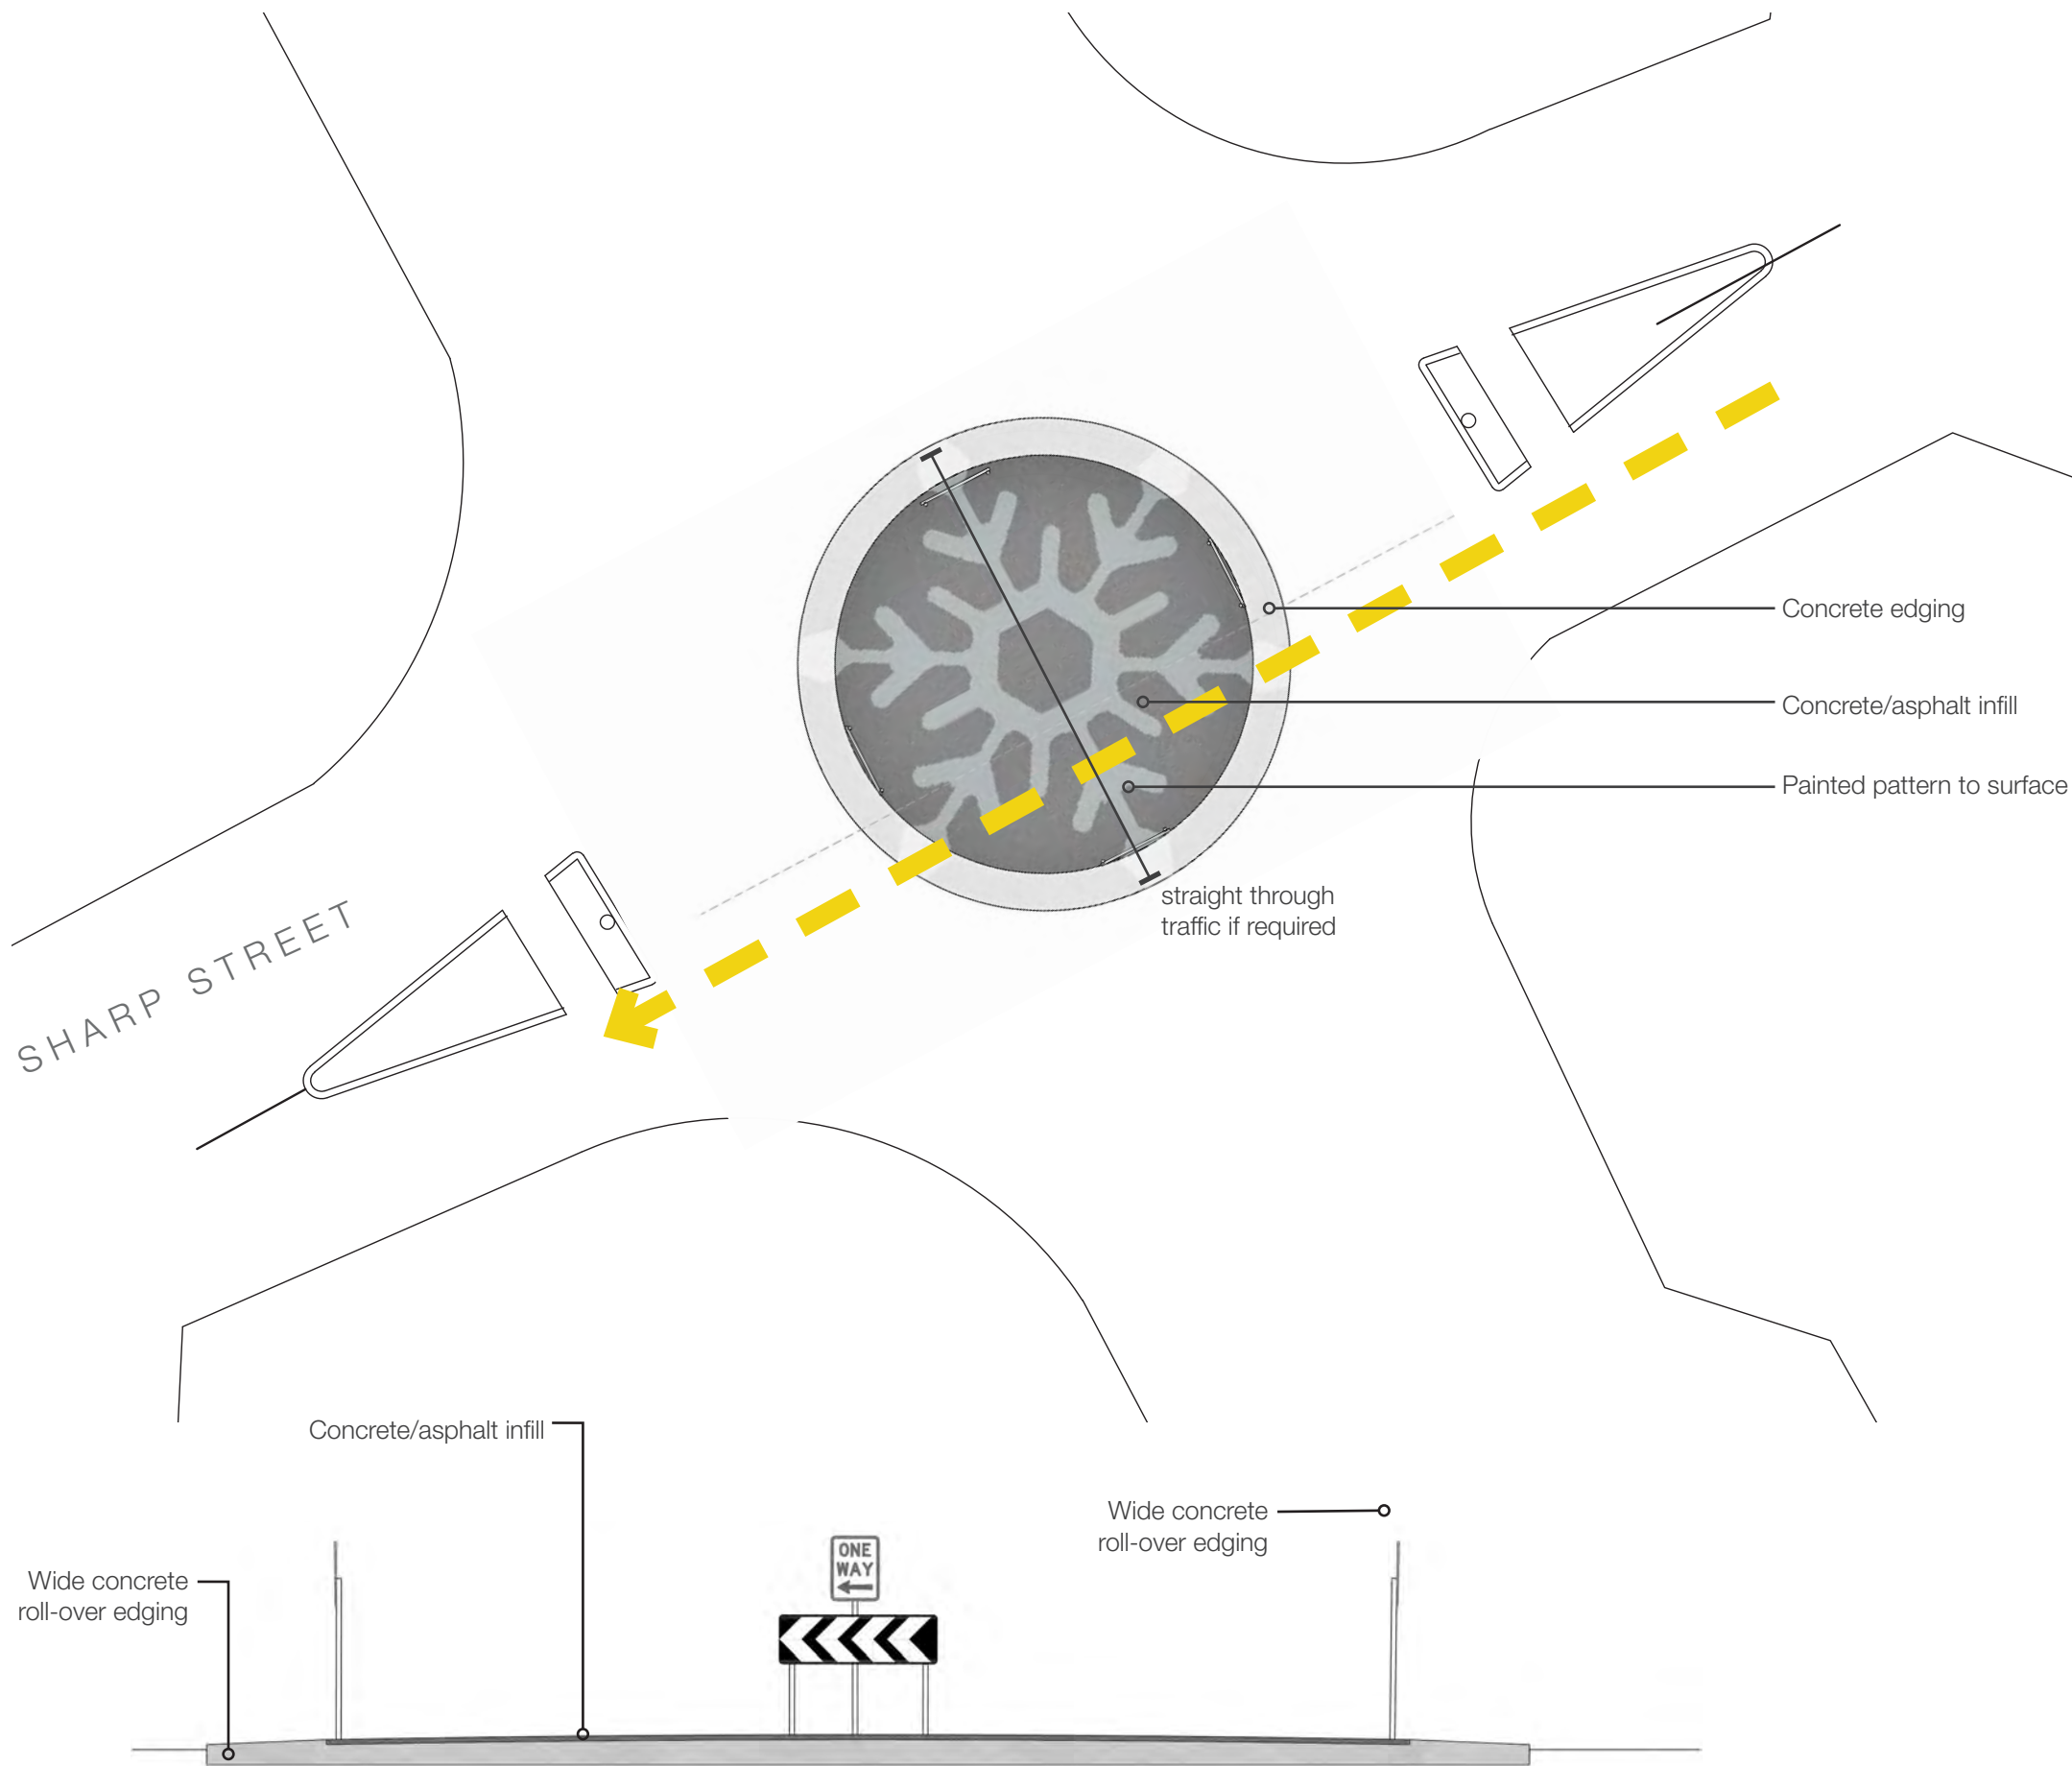 Concrete edging
Concrete/asphalt infill
Painted pattern to surface
straight through
traffic if required
SHARP STREET
Concrete/asphalt infill
Wide concrete
roll-over edging
ONE
WAY
Wide concrete
roll-over edging